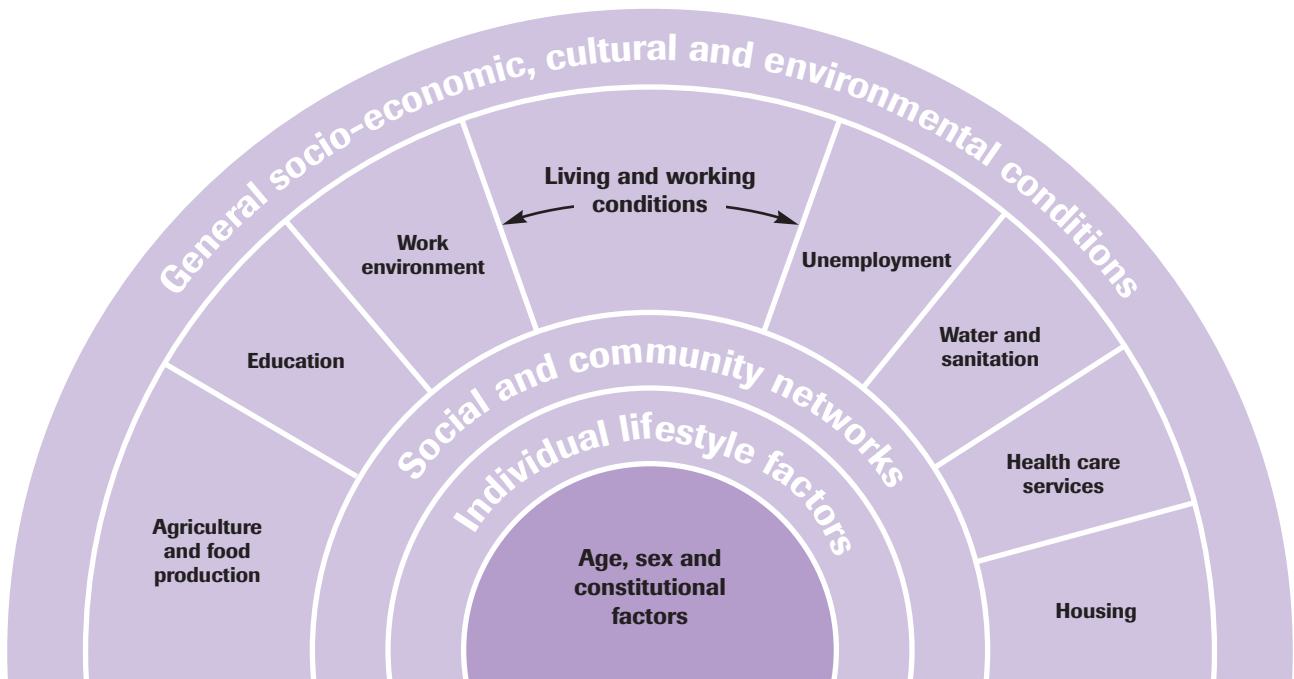 General socio-economic, cultural and environmental conditions
Living and working
conditions
Work
environment
Unemployment
Education
Water and
sanitation
Agriculture
and food
production
Health care
services
Housing
Social and community networks
Individual lifestyle factors
Age, sex and
constitutional
factors